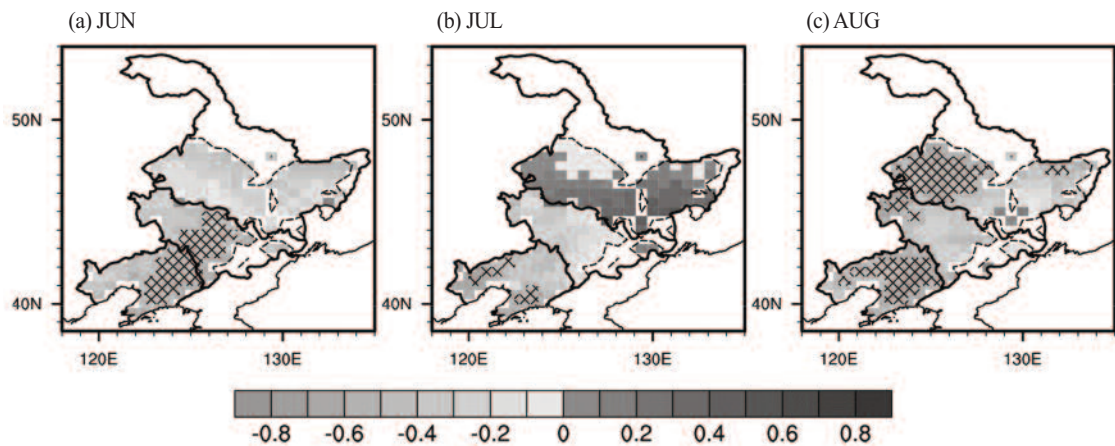 (a) JUN (b) JUL (c) AUG
50N 50N 50N
40N 40N 40N
120E 130E 120E 130E 120E 130E
-0.8 -0.6 -0.4 -0.2 0 0.2 0.4 0.6 0.8